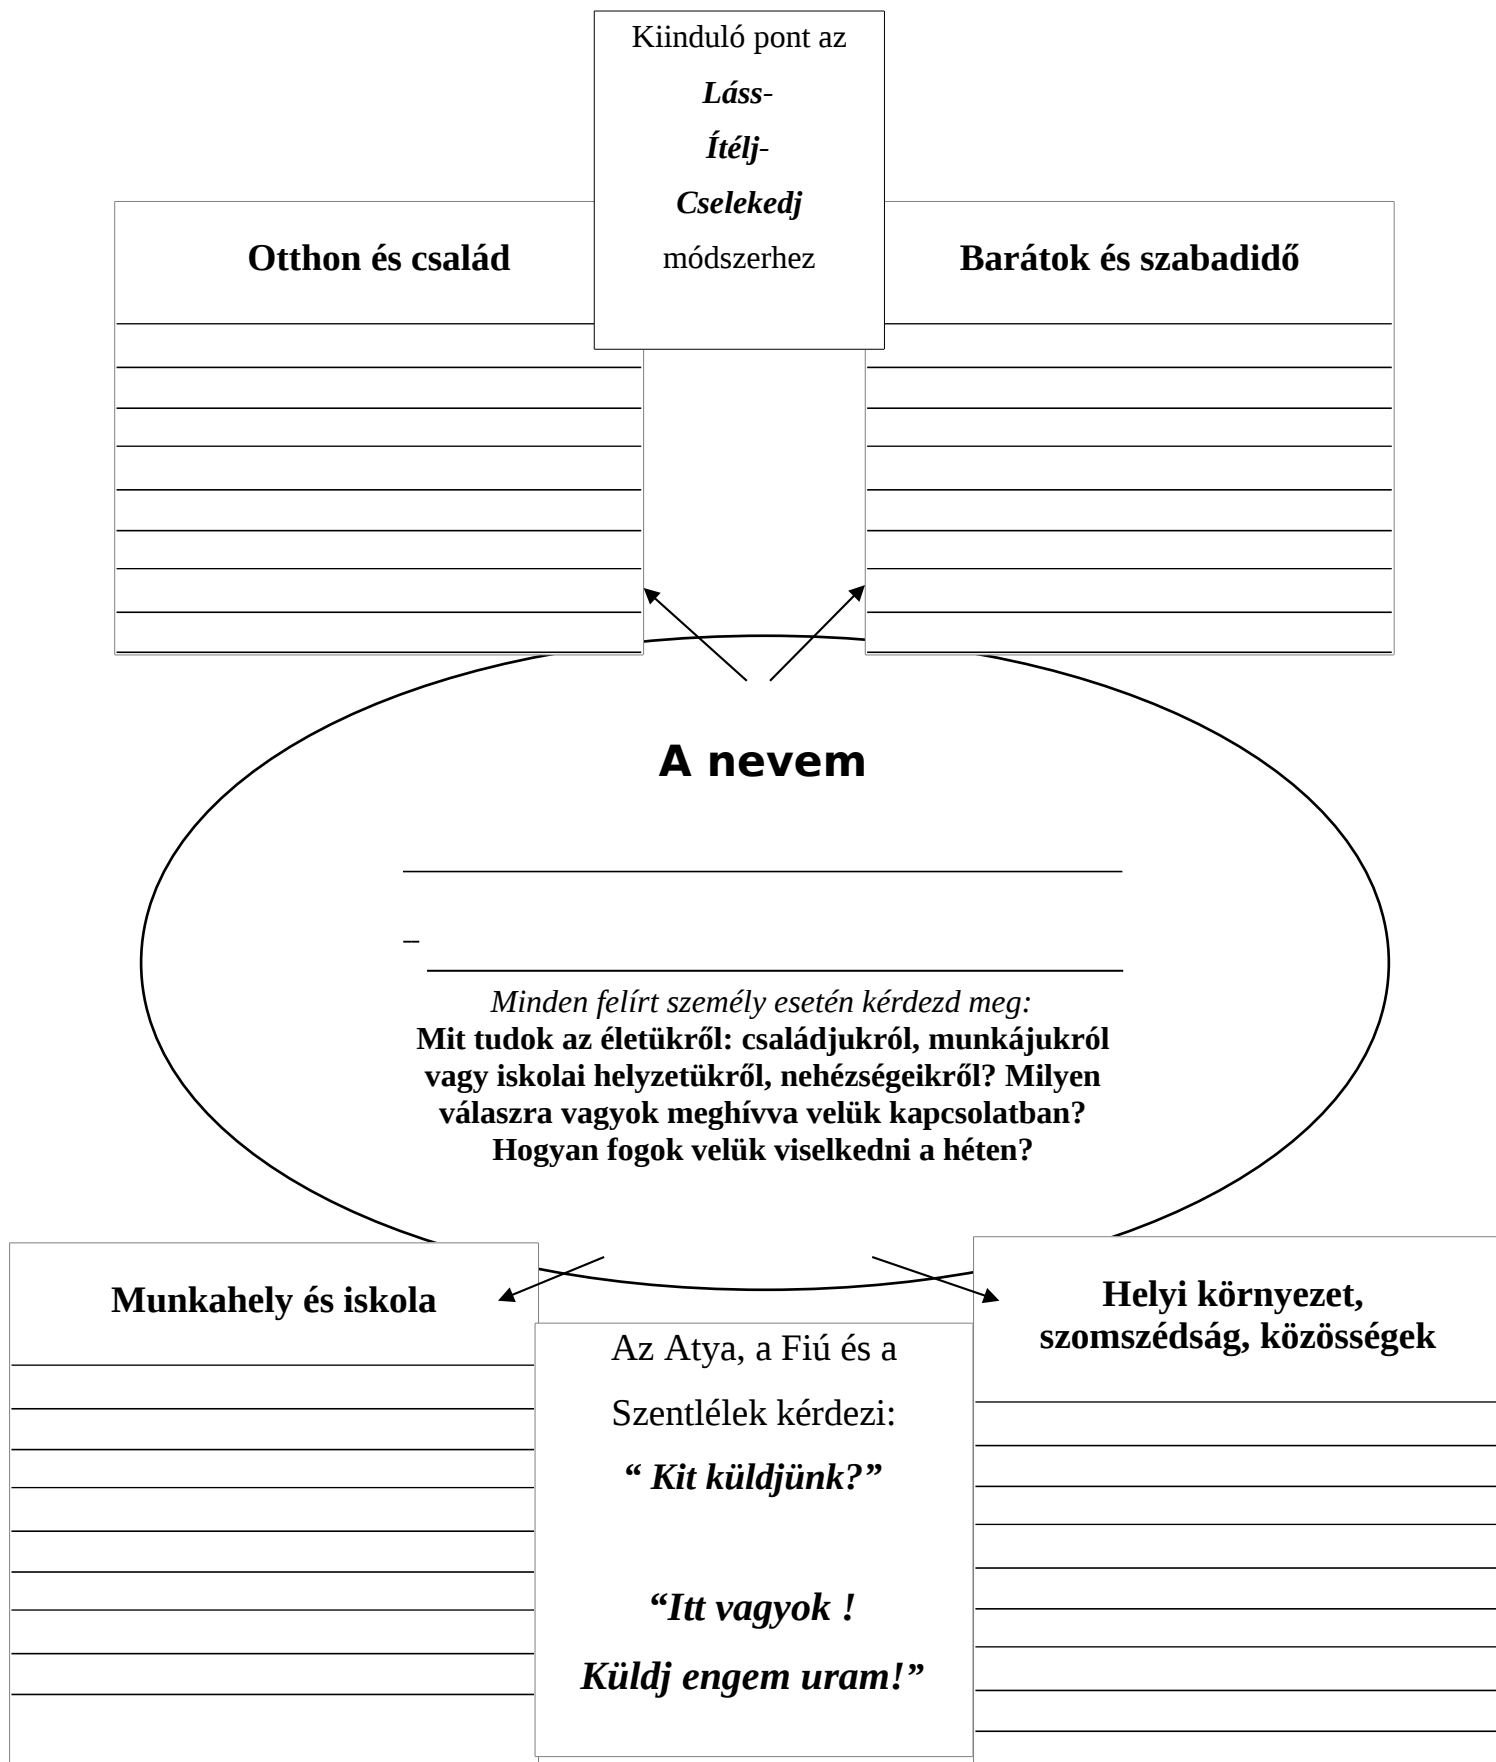 Kiinduló pont az
Láss-
Ítélj-
Cselekedj
módszerhez
Otthon és család
Barátok és szabadidő
A nevem
Minden felírt személy esetén kérdezd meg:
Mit tudok az életükről: családjukról, munkájukról
vagy iskolai helyzetükről, nehézségeikről? Milyen
válaszra vagyok meghívva velük kapcsolatban?
Hogyan fogok velük viselkedni a héten?
Munkahely és iskola
Helyi környezet,
szomszédság, közösségek
Az Atya, a Fiú és a
Szentlélek kérdezi:
“ Kit küldjünk?”
“Itt vagyok !
Küldj engem uram!”